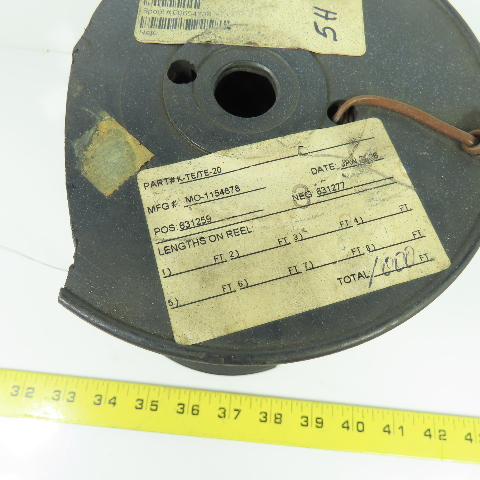 5H
PART# K-TE/TE-20
MFG #: MO-1154678 DATE:
POS: 831259 NEG 831277
LENGTHS ON REEL:
1) FT. 2) FT. 3) FT. 4) FT.
5) FT. 6) FT. 7) FT. 8) FT.
TOTAL 1000 FT.
32 33 34 35 36 37 38 39 40 41 42